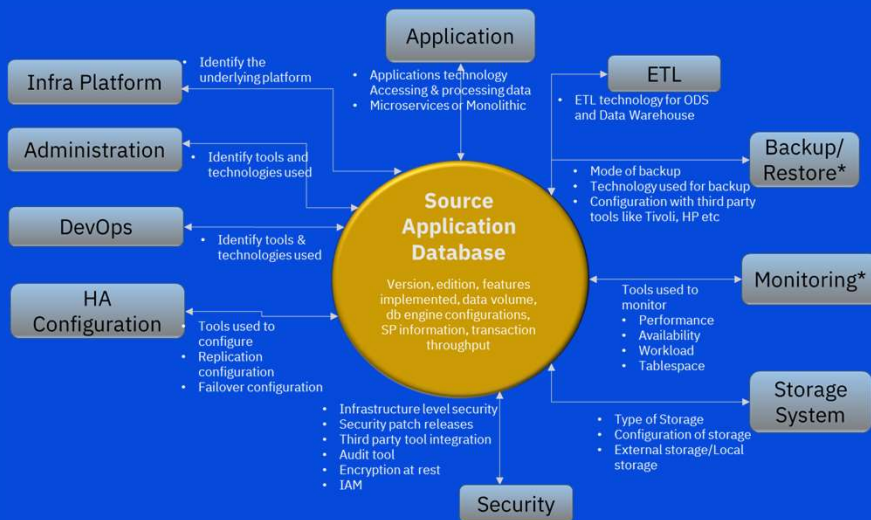 Application
• Applications technology
Accessing & processing data
• Microservices or Monolithic
Infra Platform
• Identify the
underlying platform
Administration
• Identify tools and
technologies used
DevOps
• Identify tools &
technologies used
HA
Configuration
• Tools used to
configure
• Replication
configuration
• Failover configuration
Source
Application
Database
Version, edition, features
implemented, data volume,
db engine configurations,
SP information, transaction
throughput
ETL
• ETL technology for ODS
and Data Warehouse
Backup/
Restore*
• Mode of backup
• Technology used for backup
• Configuration with third party
tools like Tivoli, HP etc
Monitoring*
Tools used to
monitor
• Performance
• Availability
• Workload
• Tablespace
Storage
System
• Type of Storage
• Configuration of storage
• External storage/Local
storage
• Infrastructure level security
• Security patch releases
• Third party tool integration
• Audit tool
• Encryption at rest
• IAM
Security